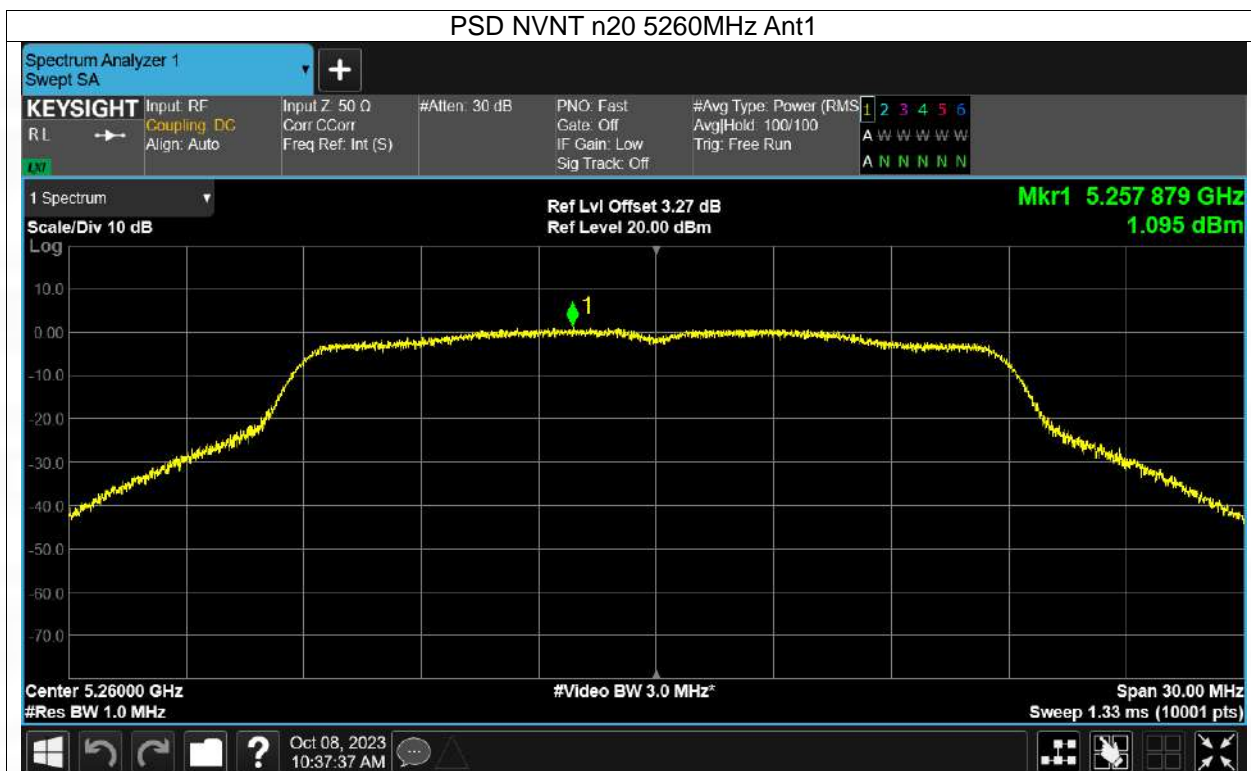 PSD NVNT n20 5260MHz Ant1
Spectrum Analyzer 1
Swept SA
+
KEYSIGHT Input: RF Input Z: 50 Ω #Atten: 30 dB PNO: Fast #Avg Type: Power (RMS 1 2 3 4 5 6
R L Coupling: DC Corr CCorr Gate: Off Avg|Hold: 100/100 A W W W W W
Align: Auto Freq Ref: Int (S) IF Gain: Low Trig: Free Run
LXI Sig Track: Off A N N N N N
1 Spectrum Ref Lvl Offset 3.27 dB Mkr1 5.257 879 GHz
Scale/Div 10 dB Ref Level 20.00 dBm 1.095 dBm
Log
10.0
1
0.00
-10.0
-20.0
-30.0
-40.0
-50.0
-60.0
-70.0
Center 5.26000 GHz #Video BW 3.0 MHz* Span 30.00 MHz
#Res BW 1.0 MHz Sweep 1.33 ms (10001 pts)
? Oct 08, 2023
10:37:37 AM